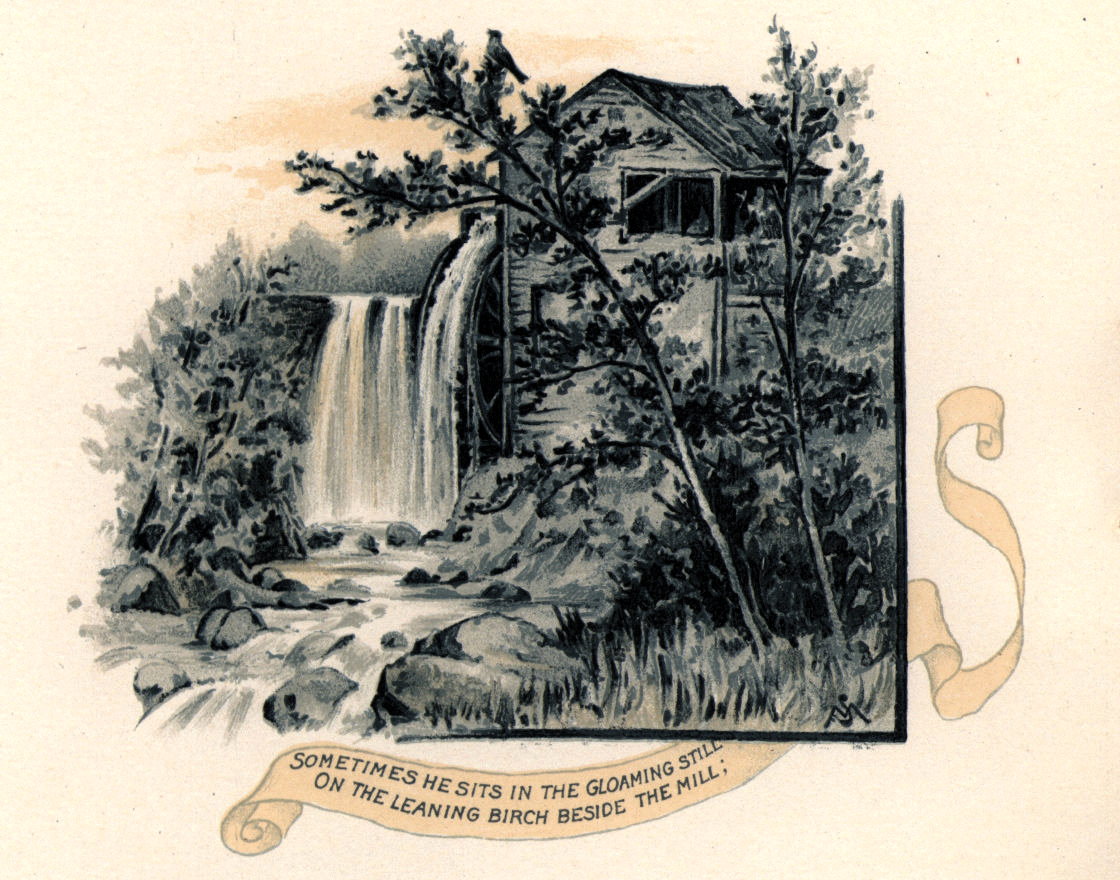 SOMETIMES HE SITS IN THE GLOAMING STILL
ON THE LEANING BIRCH BESIDE THE MILL;